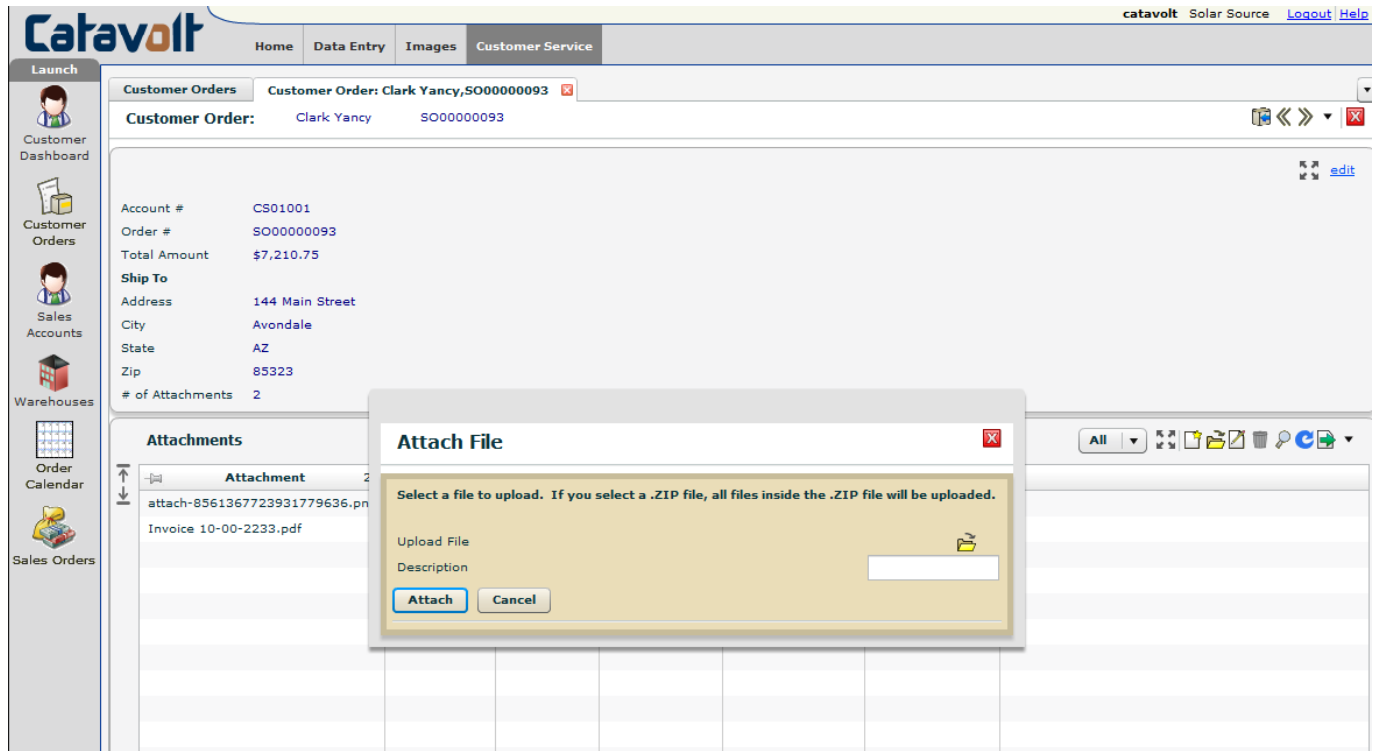 catavolt Solar Source Logout Help
Catavolt
Home Data Entry Images Customer Service
Launch
Customer Dashboard
Customer Orders
Sales Accounts
Warehouses
Order Calendar
Sales Orders
Customer Orders Customer Order: Clark Yancy,SO00000093
Customer Order: Clark Yancy SO00000093
edit
Account # CS01001
Order # SO00000093
Total Amount $7,210.75
Ship To
Address 144 Main Street
City Avondale
State AZ
Zip 85323
# of Attachments 2
Attachments
All
Attachment 2
attach-8561367723931779636.pn
Invoice 10-00-2233.pdf
Attach File
Select a file to upload. If you select a .ZIP file, all files inside the .ZIP file will be uploaded.
Upload File
Description
Attach Cancel